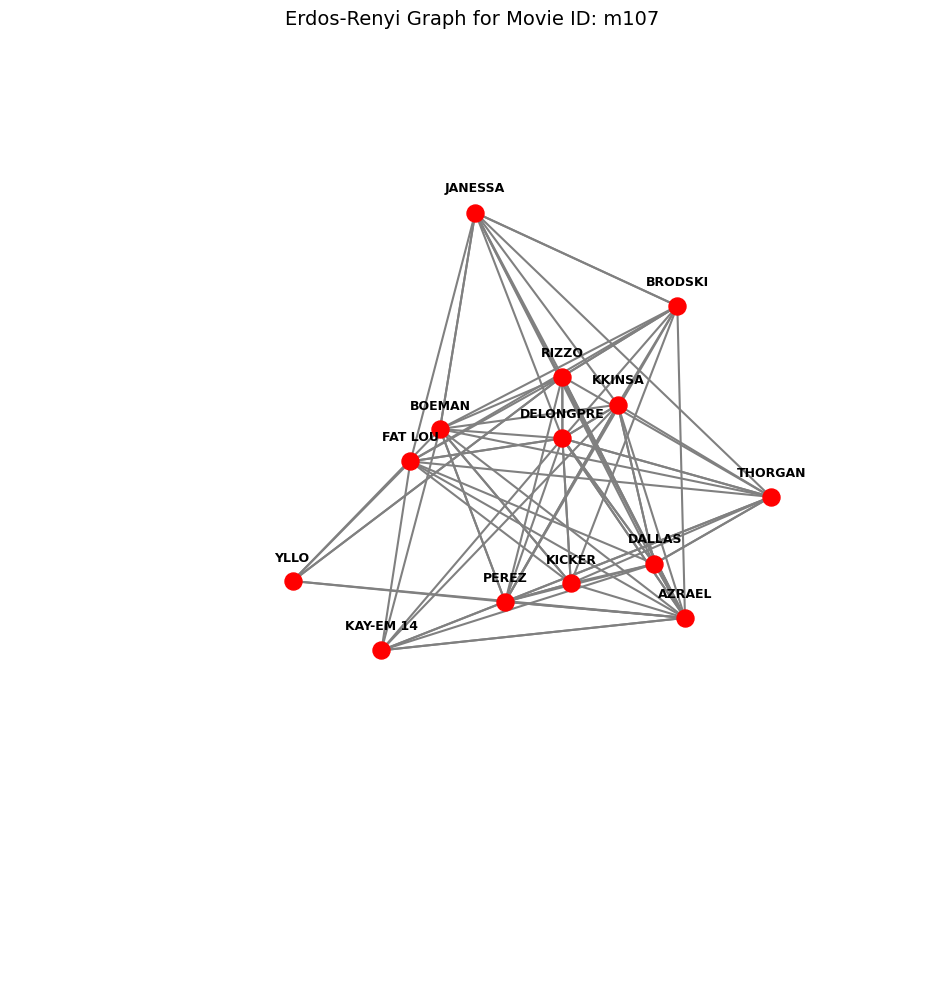 Erdos-Renyi Graph for Movie ID: m107
JANESSA
BRODSKI
RIZZO
KKINSA
BOEMAN
DELONGPRE
FAT LOU
THORGAN
DALLAS
YLLO
KICKER
PEREZ
AZRAEL
KAY-EM 14